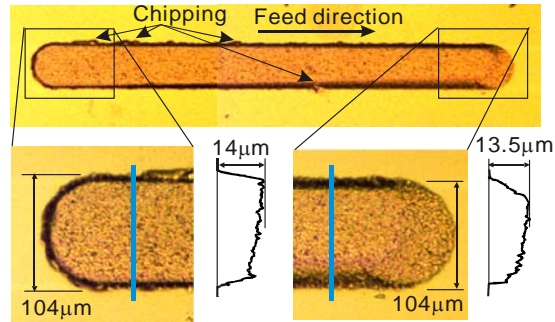 Chipping
Feed direction
14μm
13.5μm
104μm
104μm